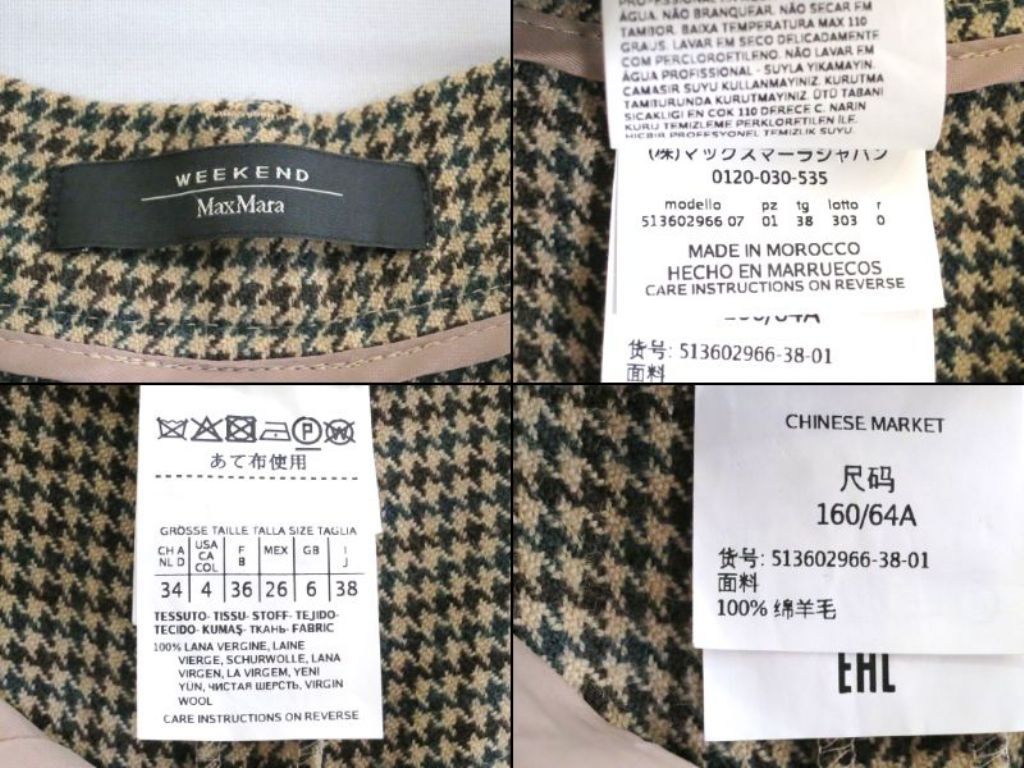 WEEKEND
MaxMara
ÁGUA. NÃO BRANQUEAR. NÃO SECAR EM
TAMBOR. BAIXA TEMPERATURA MAX 110
GRAUS. LAVAR EM SECO DELICADAMENTE
COM PERCLOROETILENO. NÃO LAVAR EM
ÁGUA PROFISSIONAL - SUYLA YIKAMAYIN.
CAMASIR SUYU KULLANMAYINIZ. KURUTMA
TAMBURUNDA KURUTMAYINIZ. ÜTÜ TABANI
SICAKLIGI EN COK 110 DERECE C. NARIN
KURU TEMIZLEME PERKLORETILEN ILE.
HICBIR PROFESYONEL TEMIZLIK SUYU.
(株)マックスマーラジャパン
0120-030-535
modello pz tg lotto r
513602966 07 01 38 303 0
MADE IN MOROCCO
HECHO EN MARRUECOS
CARE INSTRUCTIONS ON REVERSE
货号: 513602966-38-01
面料
P W
あて布使用
GRÖSSE TAILLE TALLA SIZE TAGLIA
CH A NL D USA CA COL F B MEX GB I J
34 4 36 26 6 38
TESSUTO- TISSU- STOFF- TEJIDO-
TECIDO- KUMAŞ- ТКАНЬ- FABRIC
100% LANA VERGINE, LAINE
VIERGE, SCHURWOLLE, LANA
VIRGEN, LA VIRGEM, YENI
YÜN, ЧИСТАЯ ШЕРСТЬ, VIRGIN
WOOL
CARE INSTRUCTIONS ON REVERSE
CHINESE MARKET
尺码
160/64A
货号: 513602966-38-01
面料
100% 绵羊毛
EAC